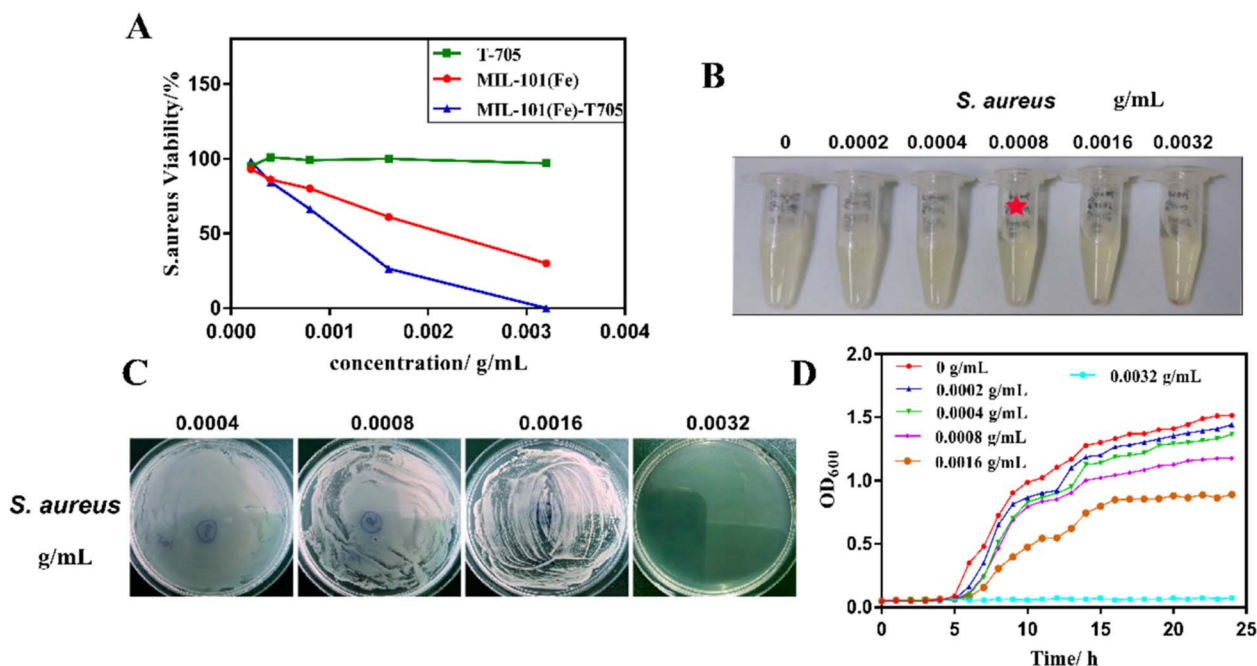 A
S.aureus Viability/%
150
100
50
0
0.000 0.001 0.002 0.003 0.004
concentration/ g/mL
T-705
MIL-101(Fe)
MIL-101(Fe)-T705
B
S. aureus g/mL
0 0.0002 0.0004 0.0008 0.0016 0.0032
C
0.0004 0.0008 0.0016 0.0032
S. aureus
g/mL
D
OD600
2.0
1.5
1.0
0.5
0.0
0 5 10 15 20 25
Time/ h
0 g/mL
0.0002 g/mL
0.0004 g/mL
0.0008 g/mL
0.0016 g/mL
0.0032 g/mL